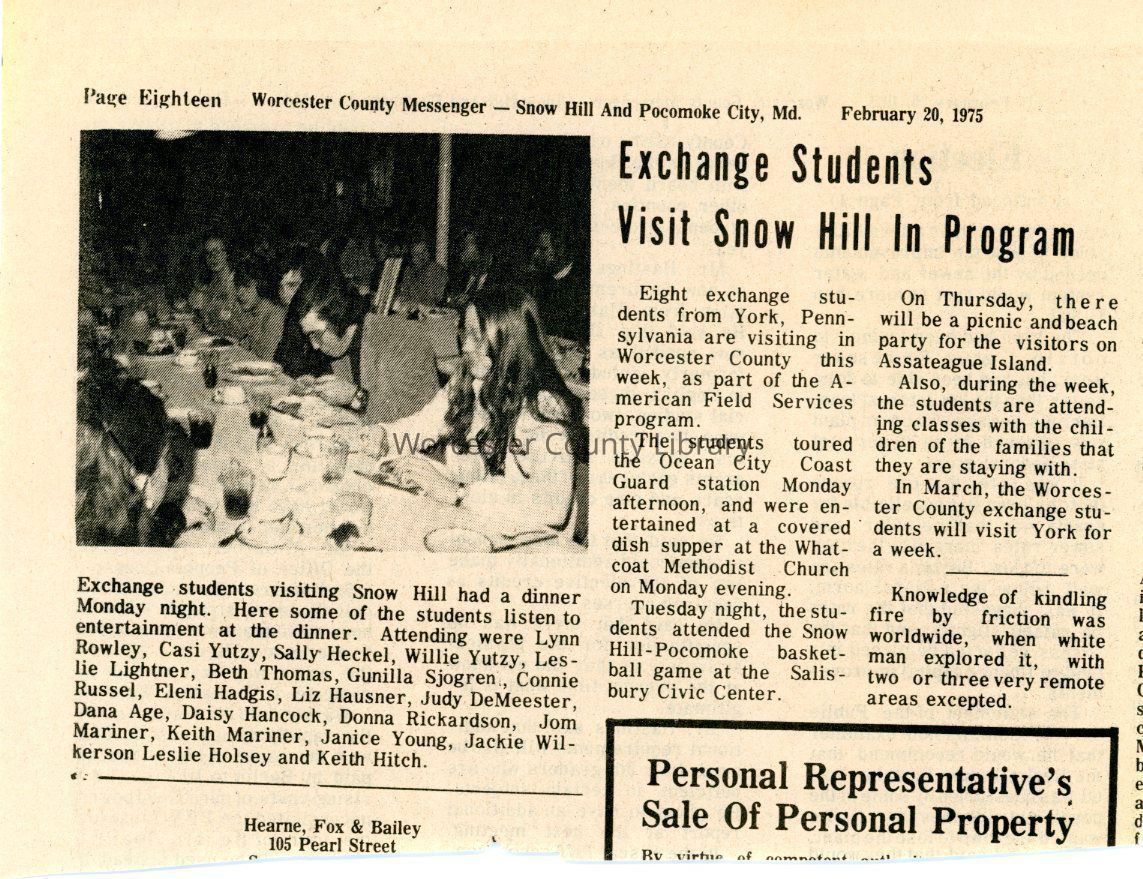 Page Eighteen Worcester County Messenger — Snow Hill And Pocomoke City, Md. February 20, 1975
Exchange Students
Visit Snow Hill In Program
Eight exchange stu-
dents from York, Penn-
sylvania are visiting in
Worcester County this
week, as part of the A-
merican Field Services
program.
The students toured
the Ocean City Coast
Guard station Monday
afternoon, and were en-
tertained at a covered
dish supper at the What-
coat Methodist Church
on Monday evening.
Tuesday night, the stu-
dents attended the Snow
Hill-Pocomoke basket-
ball game at the Salis-
bury Civic Center.
On Thursday, there
will be a picnic and beach
party for the visitors on
Assateague Island.
Also, during the week,
the students are attend-
ing classes with the chil-
dren of the families that
they are staying with.
In March, the Worces-
ter County exchange stu-
dents will visit York for
a week.
Knowledge of kindling
fire by friction was
worldwide, when white
man explored it, with
two or three very remote
areas excepted.
Worcester County Library
Exchange students visiting Snow Hill had a dinner
Monday night. Here some of the students listen to
entertainment at the dinner. Attending were Lynn
Rowley, Casi Yutzy, Sally Heckel, Willie Yutzy, Les-
lie Lightner, Beth Thomas, Gunilla Sjogren, Connie
Russel, Eleni Hadgis, Liz Hausner, Judy DeMeester,
Dana Age, Daisy Hancock, Donna Rickardson, Jom
Mariner, Keith Mariner, Janice Young, Jackie Wil-
kerson Leslie Holsey and Keith Hitch.
Hearne, Fox & Bailey
105 Pearl Street
Personal Representative's
Sale Of Personal Property
By virtue of competent